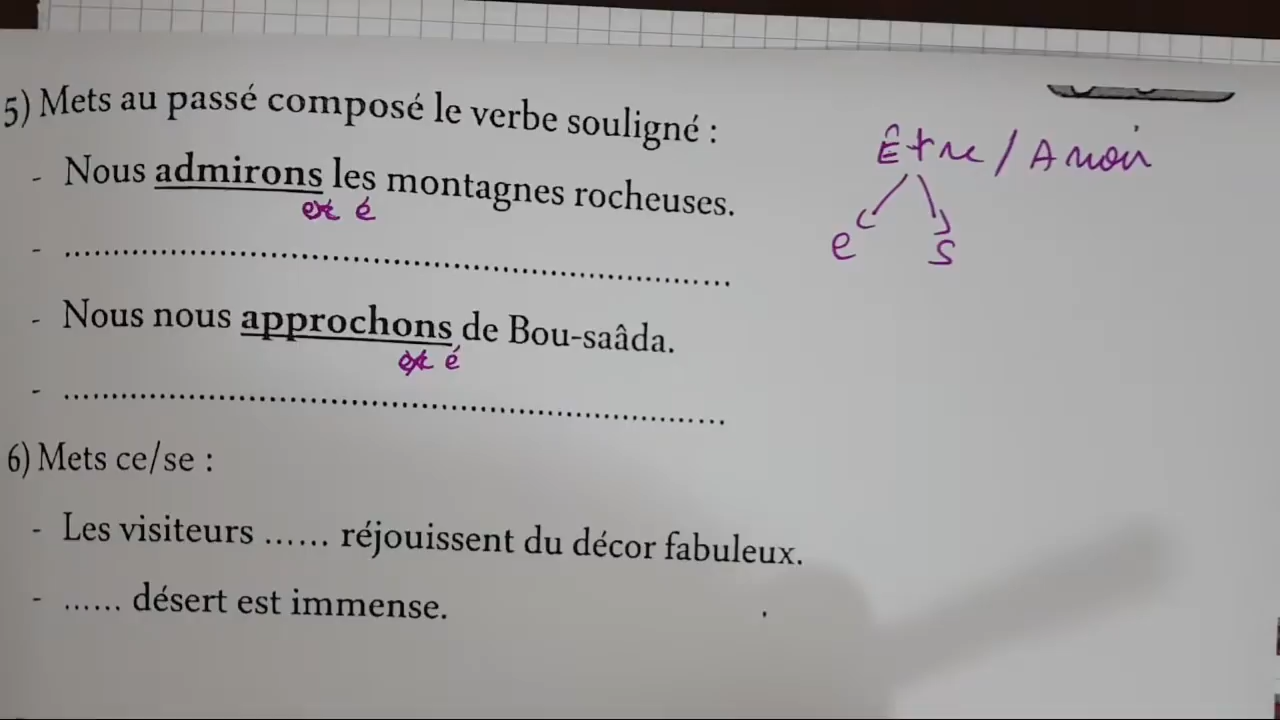 5) Mets au passé composé le verbe souligné :
Être / Avoir
e s
- Nous admirons les montagnes rocheuses.
é
- ........................................................................
- Nous nous approchons de Bou-saâda.
é
- ........................................................................
6) Mets ce/se :
- Les visiteurs ...... réjouissent du décor fabuleux.
- ...... désert est immense.